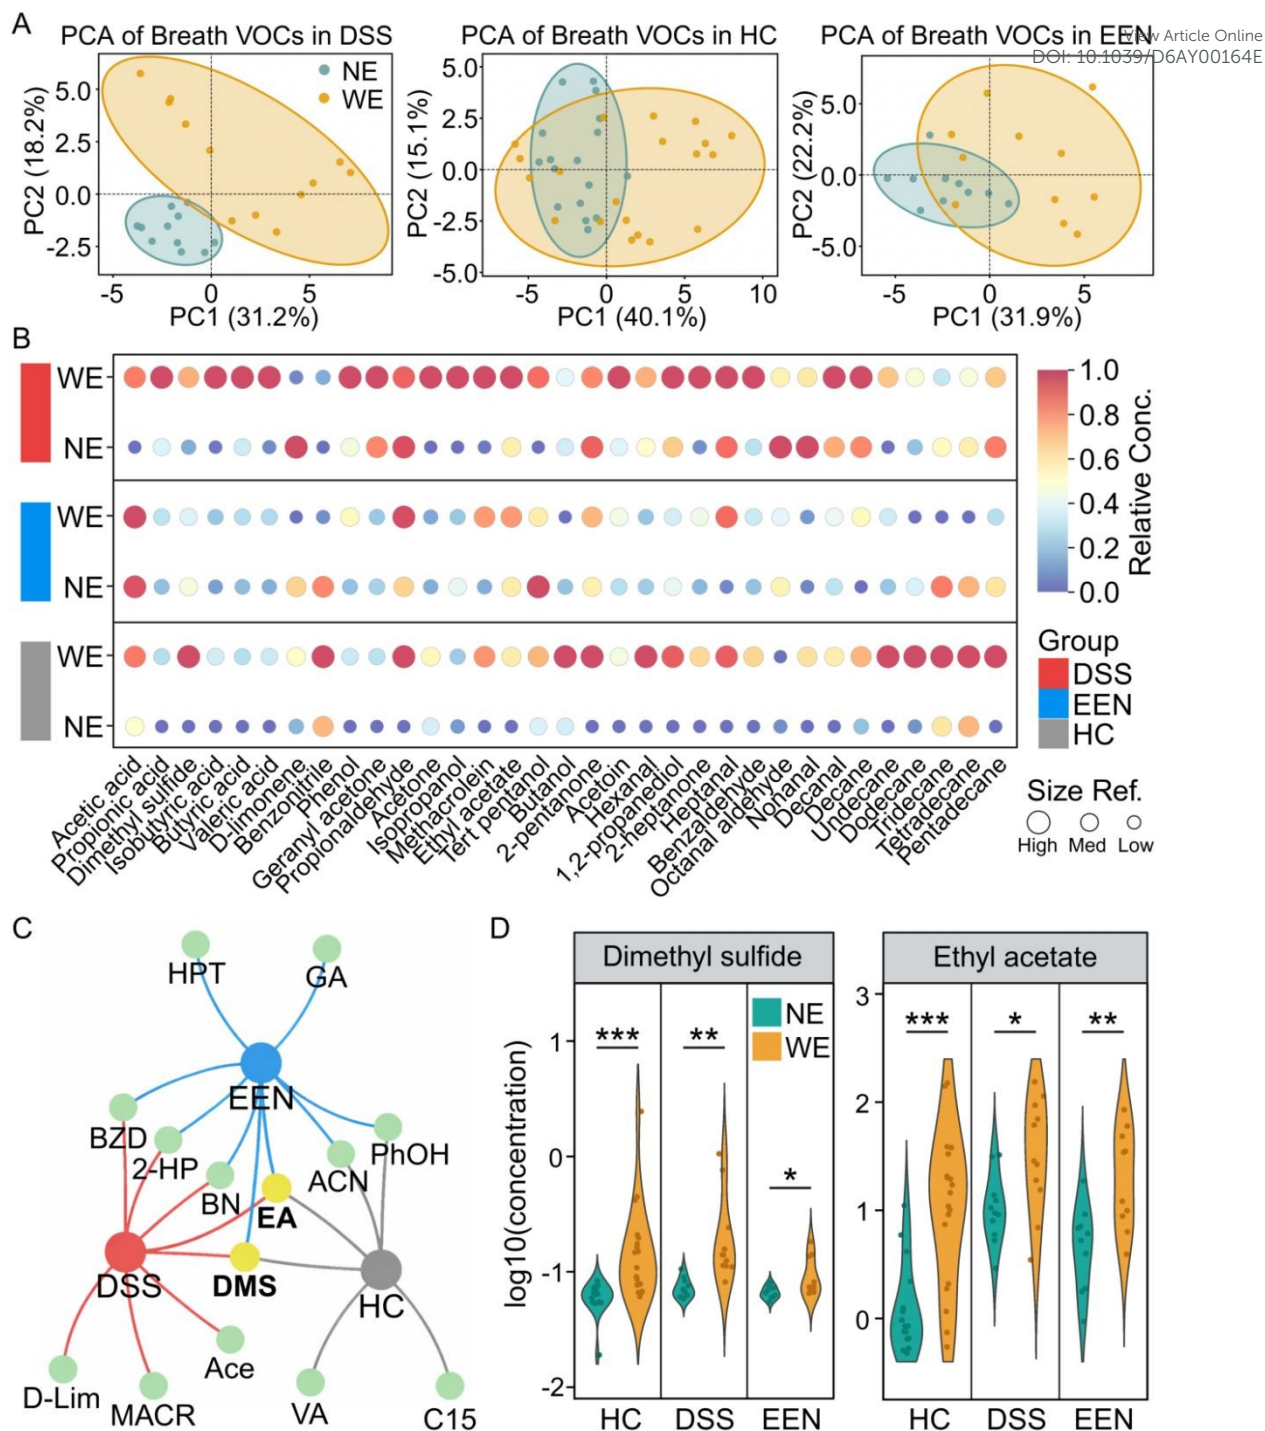 A
PCA of Breath VOCs in DSS
PCA of Breath VOCs in HC
PCA of Breath VOCs in EEN
View Article Online
DOI: 10.1039/D6AY00164E
NE
WE
PC2 (18.2%)
5.0
2.5
0.0
-2.5
-5
0
5
PC1 (31.2%)
PC2 (15.1%)
5.0
2.5
0.0
-2.5
-5.0
-5
0
5
10
PC1 (40.1%)
PC2 (22.2%)
5.0
0.0
-5.0
-5
0
5
PC1 (31.9%)
B
WE
NE
WE
NE
WE
NE
Acetic acid
Propionic acid
Dimethyl sulfide
Isobutyric acid
Butyric acid
Valeric acid
D-limonene
Benzonitrile
Phenol
Geranyl acetone
Propionaldehyde
Acetone
Isopropanol
Methacrolein
Ethyl acetate
Tert pentanol
Butanol
2-pentanone
Acetoin
Hexanal
1,2-propanediol
2-heptanone
Heptanal
Benzaldehyde
Octanal aldehyde
Nonanal
Decanal
Decane
Undecane
Dodecane
Tridecane
Tetradecane
Pentadecane
1.0
0.8
0.6
0.4
0.2
0.0
Relative Conc.
Group
DSS
EEN
HC
Size Ref.
High Med Low
C
HPT
GA
EEN
BZD
2-HP
BN
EA
ACN
PhOH
DSS
DMS
HC
Ace
D-Lim
MACR
VA
C15
D
Dimethyl sulfide
Ethyl acetate
NE
WE
log10(concentration)
1
0
-1
-2
***
**
*
HC DSS EEN
3
2
1
0
***
*
**
HC DSS EEN